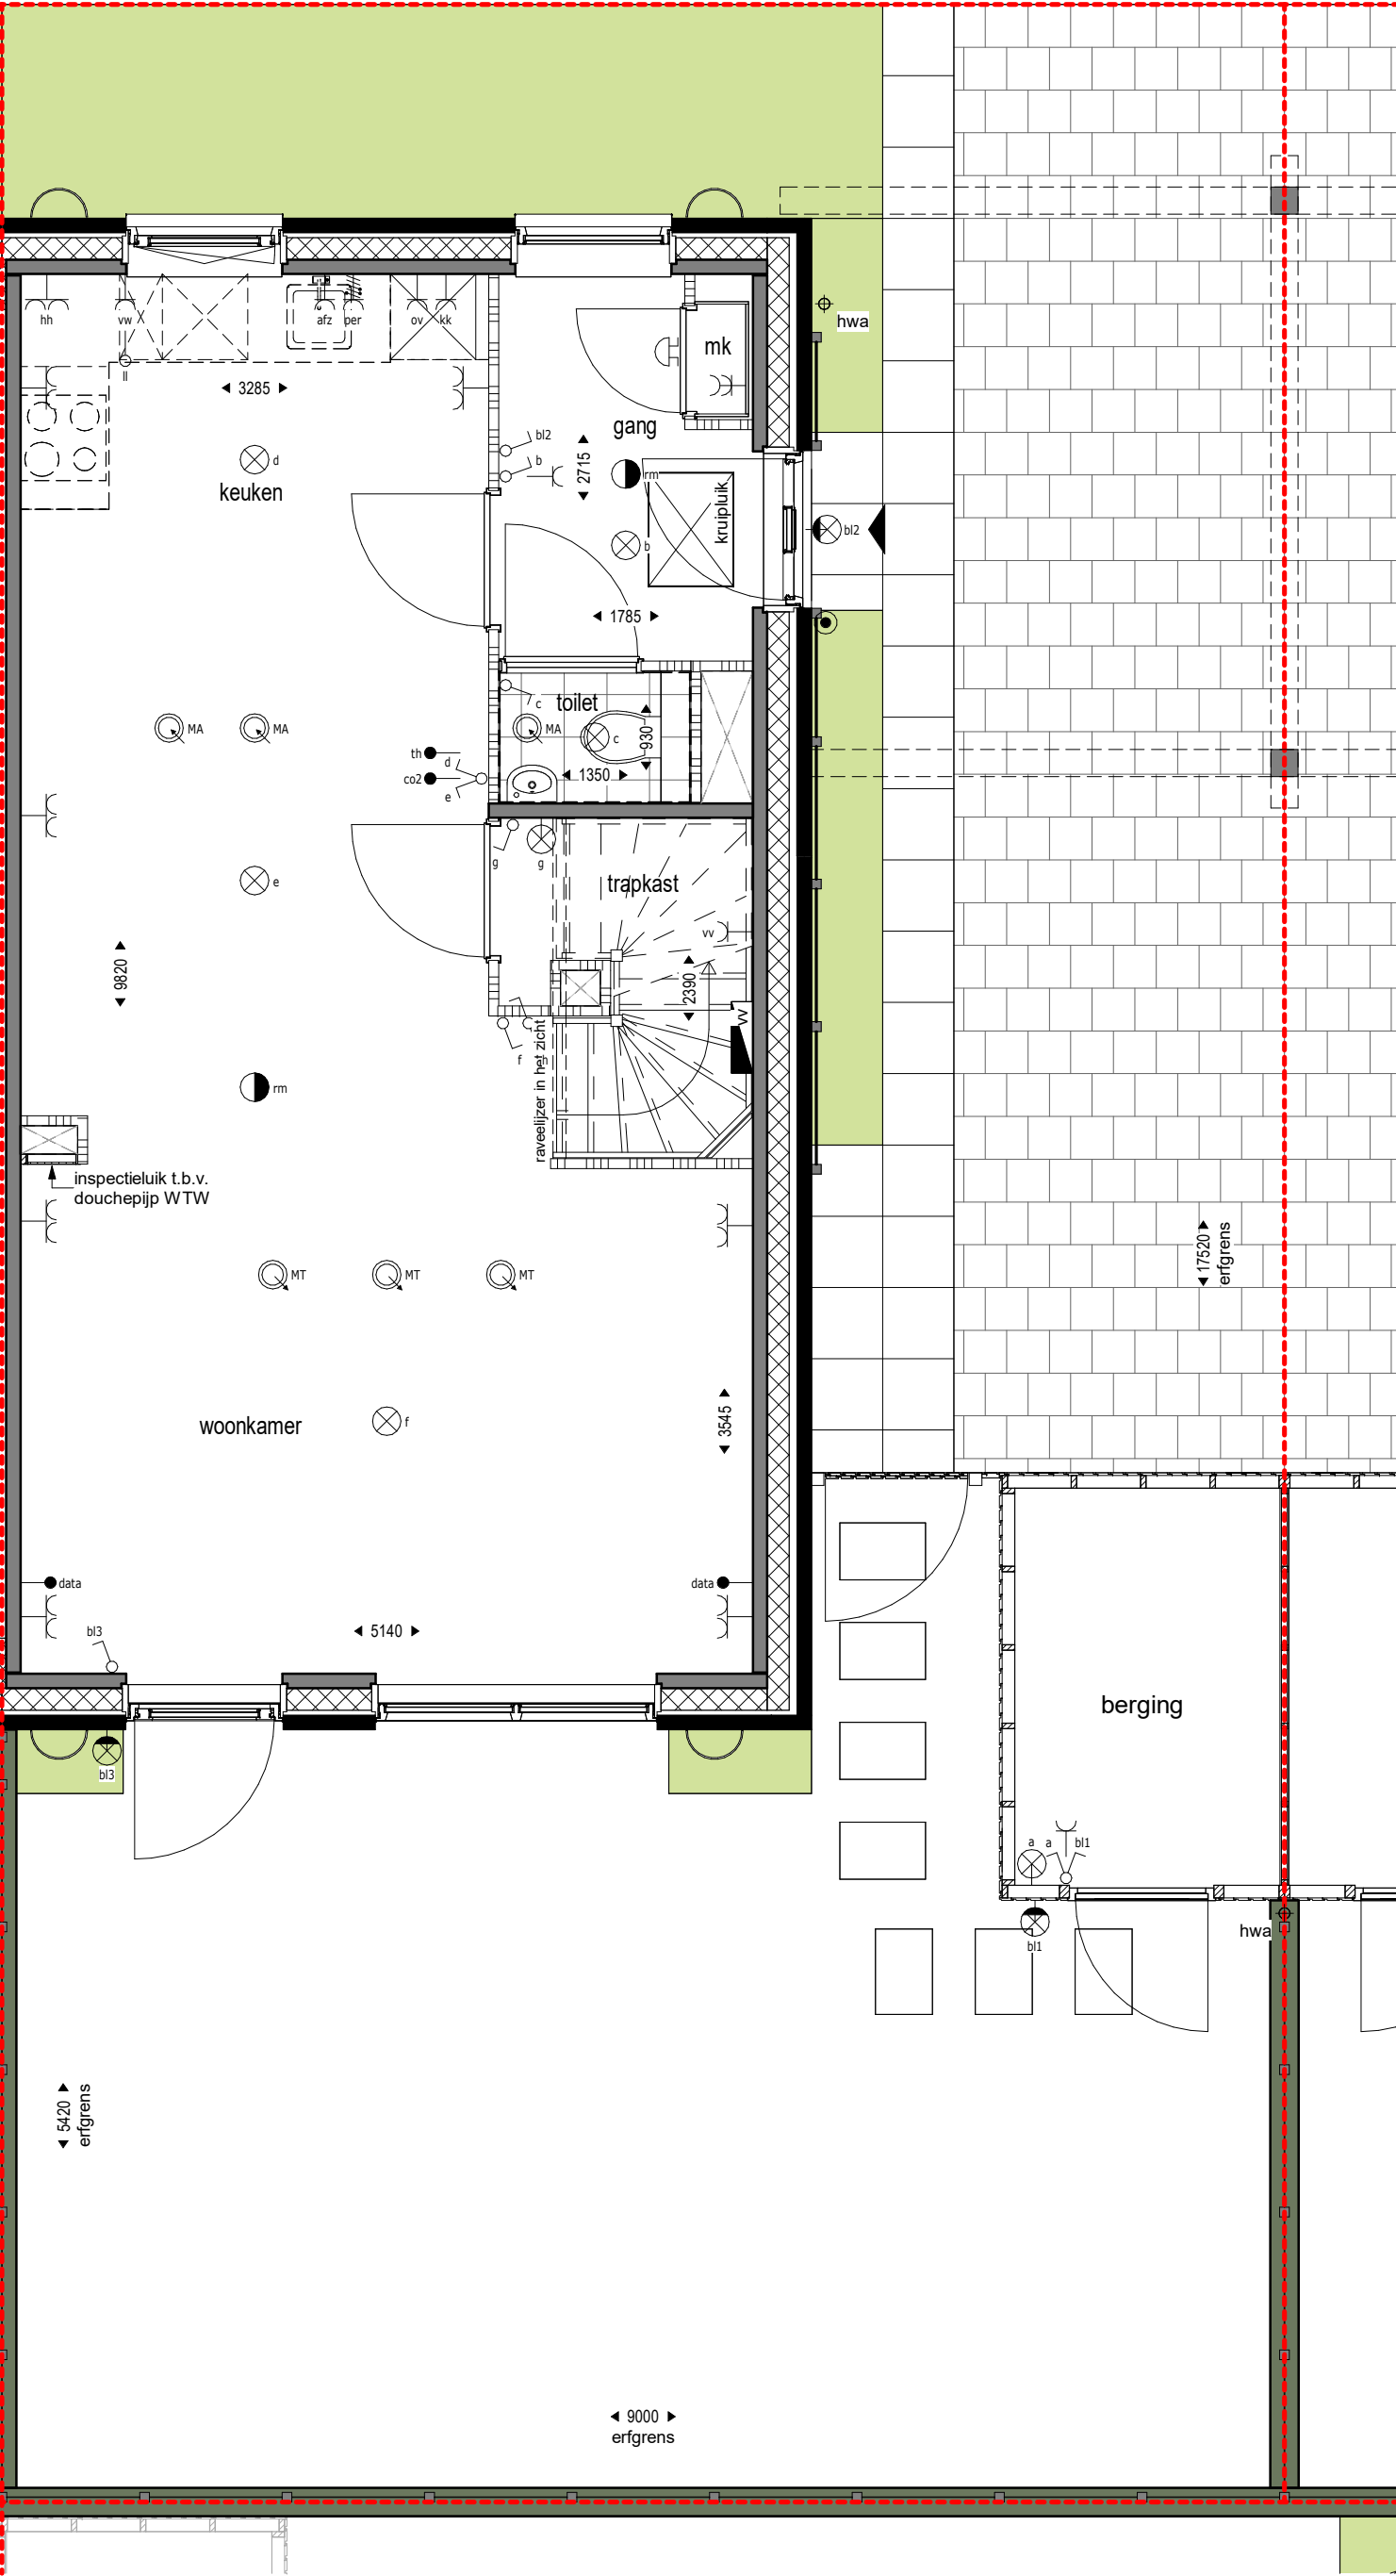 hh
vw
afz
per
ov
kk
ll
3285
mk
hwa
gang
bl2
b
2715
rm
d
keuken
kruipluik
bl2
b
1785
toilet
c
MA
MA
MA
c
930
th
d
co2
e
1350
g
g
trapkast
e
vv
9820
2390
vv
f
h
raveelijzer in het zicht
rm
inspectieluik t.b.v.
douchepijp WTW
17520
erfgrens
MT
MT
MT
woonkamer
f
3545
data
data
bl3
5140
berging
bl3
a
a
bl1
hwa
bl1
5420
erfgrens
9000
erfgrens